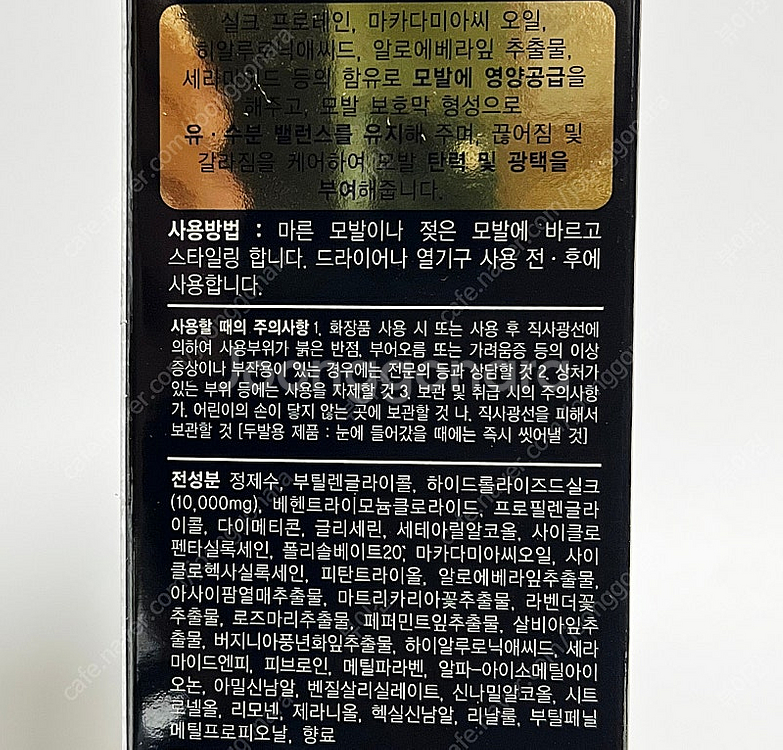 실크 프로테인, 마카다미아씨 오일,
히알루로닉애씨드, 알로에베라잎 추출물,
세라마이드 등의 함유로 모발에 영양공급을
해주고, 모발 보호막 형성으로
유·수분 밸런스를 유지해 주며, 끊어짐 및
갈라짐을 케어하여 모발 탄력 및 광택을
부여해줍니다.
사용방법 : 마른 모발이나 젖은 모발에 바르고
스타일링 합니다. 드라이어나 열기구 사용 전·후에
사용합니다.
사용할 때의 주의사항 1. 화장품 사용 시 또는 사용 후 직사광선에
의하여 사용부위가 붉은 반점, 부어오름 또는 가려움증 등의 이상
증상이나 부작용이 있는 경우에는 전문의 등과 상담할 것 2. 상처가
있는 부위 등에는 사용을 자제할 것 3. 보관 및 취급 시의 주의사항
가. 어린이의 손이 닿지 않는 곳에 보관할 것 나. 직사광선을 피해서
보관할 것 [두발용 제품 : 눈에 들어갔을 때에는 즉시 씻어낼 것]
전성분 정제수, 부틸렌글라이콜, 하이드롤라이즈드실크
(10,000mg), 베헨트라이모늄클로라이드, 프로필렌글라
이콜, 다이메티콘, 글리세린, 세테아릴알코올, 사이클로
펜타실록세인, 폴리솔베이트20, 마카다미아씨오일, 사이
클로헥사실록세인, 피탄트라이올, 알로에베라잎추출물,
아사이팜열매추출물, 마트리카리아꽃추출물, 라벤더꽃
추출물, 로즈마리추출물, 페퍼민트잎추출물, 살비아잎추
출물, 버지니아풍년화잎추출물, 하이알루로닉애씨드, 세라
마이드엔피, 피브로인, 메틸파라벤, 알파-아이소메틸아이
오논, 아밀신남알, 벤질살리실레이트, 신나밀알코올, 시트
로넬올, 리모넨, 제라니올, 헥실신남알, 리날룰, 부틸페닐
메틸프로피오날, 향료
joonggonara